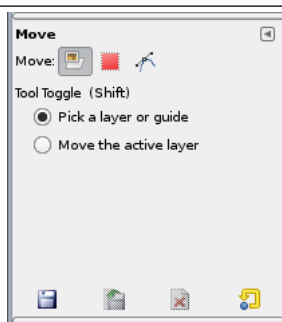 Move
Move:
Tool Toggle (Shift)
Pick a layer or guide
Move the active layer